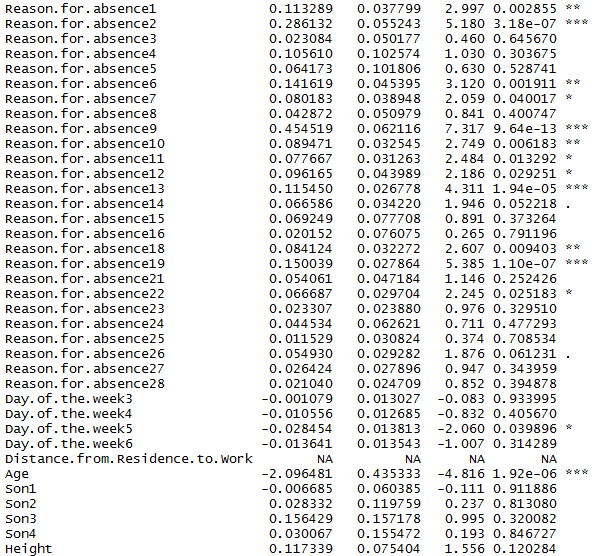 Reason.for.absence1 0.113289 0.037799 2.997 0.002855 **
Reason.for.absence2 0.286132 0.055243 5.180 3.18e-07 ***
Reason.for.absence3 0.023084 0.050177 0.460 0.645670
Reason.for.absence4 0.105610 0.102574 1.030 0.303675
Reason.for.absence5 0.064173 0.101806 0.630 0.528741
Reason.for.absence6 0.141619 0.045395 3.120 0.001911 **
Reason.for.absence7 0.080183 0.038948 2.059 0.040017 *
Reason.for.absence8 0.042872 0.050979 0.841 0.400747
Reason.for.absence9 0.454519 0.062116 7.317 9.64e-13 ***
Reason.for.absence10 0.089471 0.032545 2.749 0.006183 **
Reason.for.absence11 0.077667 0.031263 2.484 0.013292 *
Reason.for.absence12 0.096165 0.043989 2.186 0.029251 *
Reason.for.absence13 0.115450 0.026778 4.311 1.94e-05 ***
Reason.for.absence14 0.066586 0.034220 1.946 0.052218 .
Reason.for.absence15 0.069249 0.077708 0.891 0.373264
Reason.for.absence16 0.020152 0.076075 0.265 0.791196
Reason.for.absence18 0.084124 0.032272 2.607 0.009403 **
Reason.for.absence19 0.150039 0.027864 5.385 1.10e-07 ***
Reason.for.absence21 0.054061 0.047184 1.146 0.252426
Reason.for.absence22 0.066687 0.029704 2.245 0.025183 *
Reason.for.absence23 0.023307 0.023880 0.976 0.329510
Reason.for.absence24 0.044534 0.062621 0.711 0.477293
Reason.for.absence25 0.011529 0.030824 0.374 0.708534
Reason.for.absence26 0.054930 0.029282 1.876 0.061231 .
Reason.for.absence27 0.026424 0.027896 0.947 0.343959
Reason.for.absence28 0.021040 0.024709 0.852 0.394878
Day.of.the.week3 -0.001079 0.013027 -0.083 0.933995
Day.of.the.week4 -0.010556 0.012685 -0.832 0.405670
Day.of.the.week5 -0.028454 0.013813 -2.060 0.039896 *
Day.of.the.week6 -0.013641 0.013543 -1.007 0.314289
Distance.from.Residence.to.Work NA NA NA NA
Age -2.096481 0.435333 -4.816 1.92e-06 ***
Son1 -0.006685 0.060385 -0.111 0.911886
Son2 0.028332 0.119759 0.237 0.813080
Son3 0.156429 0.157178 0.995 0.320082
Son4 0.030067 0.155472 0.193 0.846727
Height 0.117339 0.075404 1.556 0.120284